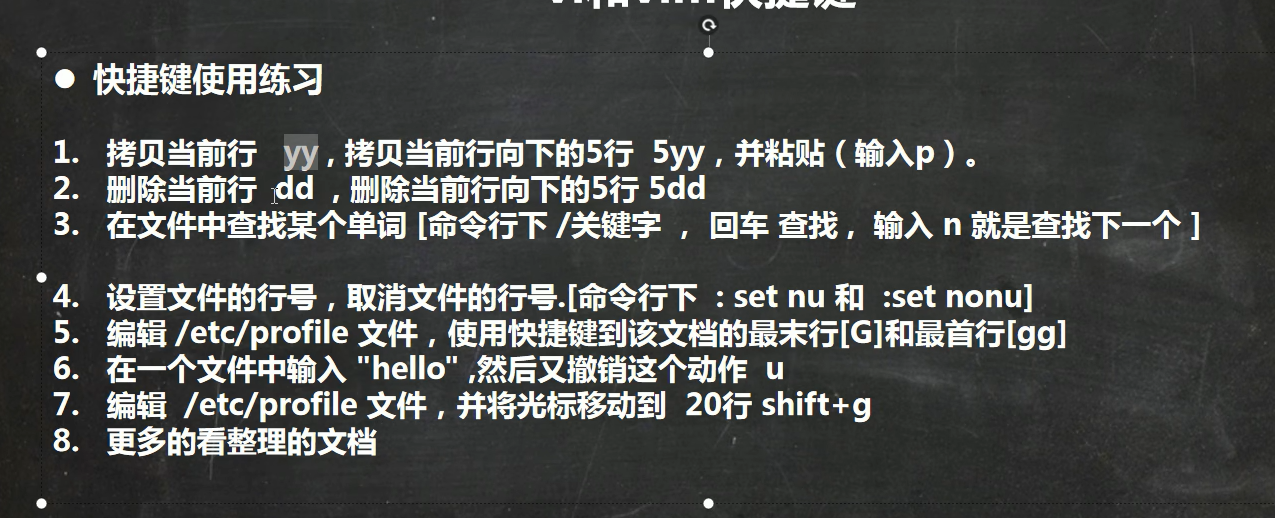 vi和vim快捷键
● 快捷键使用练习
1. 拷贝当前行 yy , 拷贝当前行向下的5行 5yy，并粘贴（输入p）。
2. 删除当前行 dd , 删除当前行向下的5行 5dd
3. 在文件中查找某个单词 [命令行下 /关键字 ， 回车 查找 , 输入 n 就是查找下一个 ]
4. 设置文件的行号，取消文件的行号.[命令行下 : set nu 和 :set nonu]
5. 编辑 /etc/profile 文件，使用快捷键到该文档的最末行[G]和最首行[gg]
6. 在一个文件中输入 "hello" ,然后又撤销这个动作 u
7. 编辑 /etc/profile 文件，并将光标移动到 20行 shift+g
8. 更多的看整理的文档